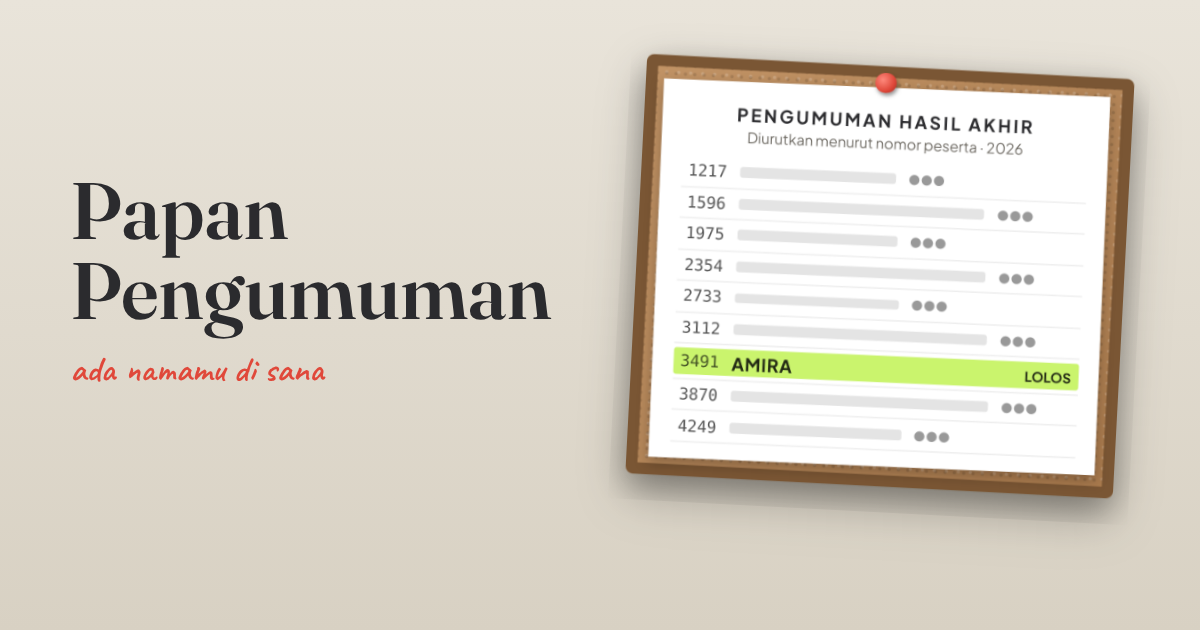 Papan
Pengumuman
ada namamu di sana
PENGUMUMAN HASIL AKHIR
Diurutkan menurut nomor peserta · 2026
1217
1596
1975
2354
2733
3112
3491 AMIRA LOLOS
3870
4249